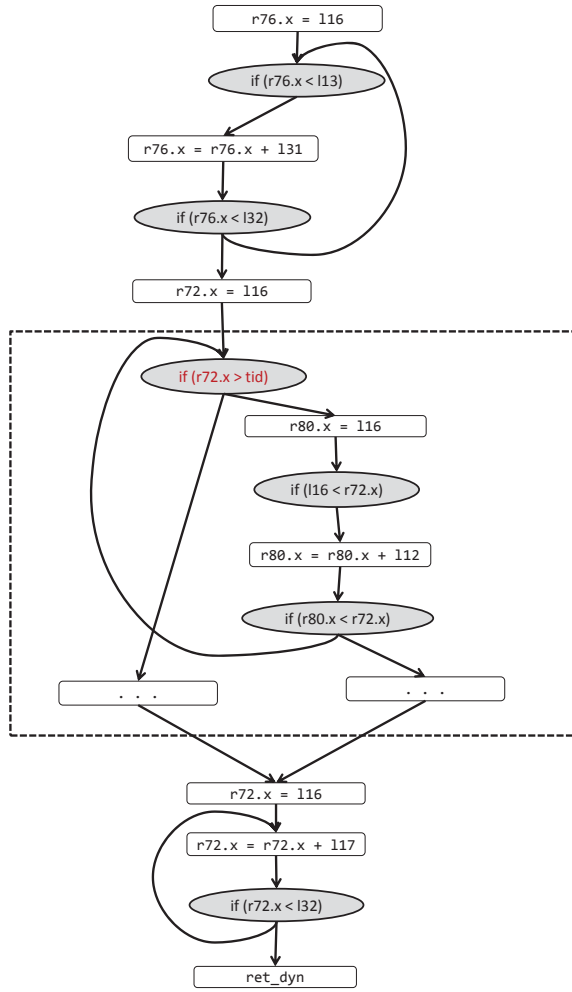 r76.x = l16
if (r76.x < l13)
r76.x = r76.x + l31
if (r76.x < l32)
r72.x = l16
if (r72.x > tid)
r80.x = l16
if (l16 < r72.x)
r80.x = r80.x + l12
if (r80.x < r72.x)
. . .
. . .
r72.x = l16
r72.x = r72.x + l17
if (r72.x < l32)
ret_dyn